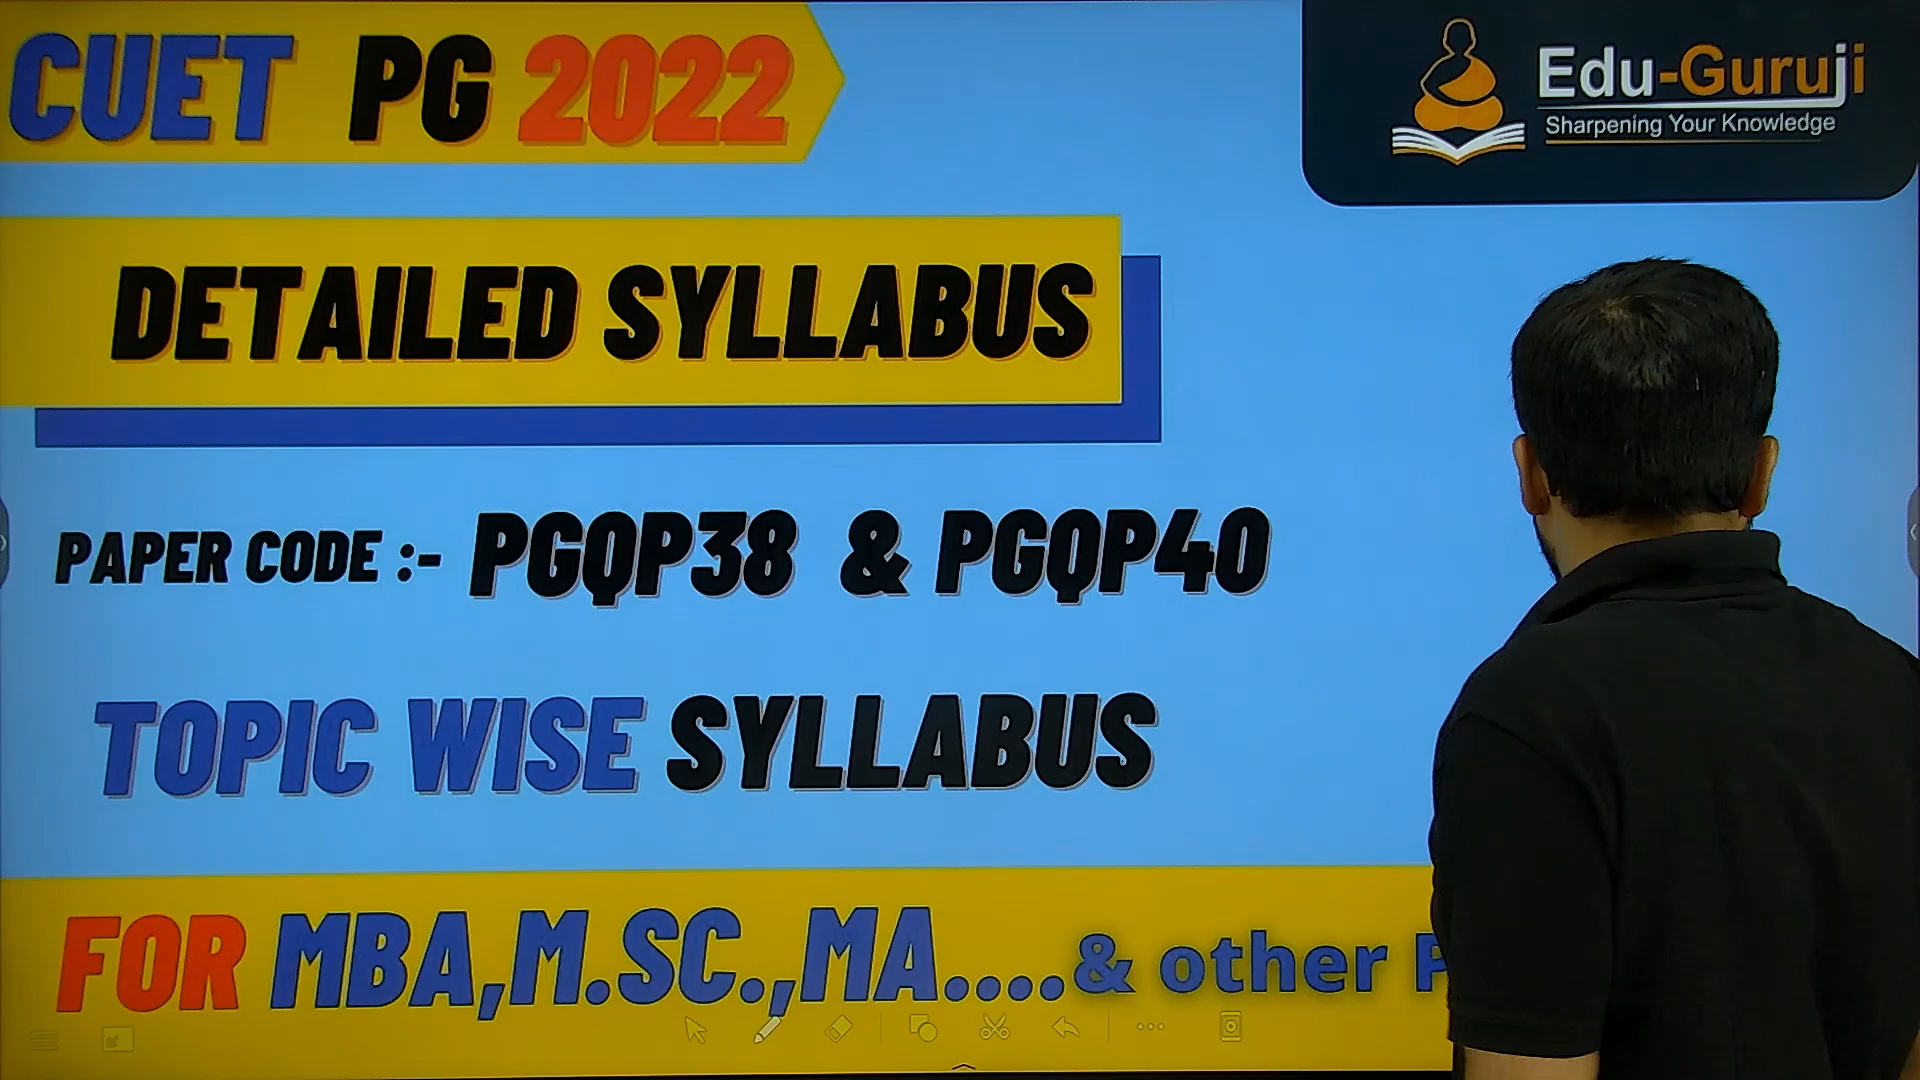 CUET PG 2022
Edu-Guruji
Sharpening Your Knowledge
DETAILED SYLLABUS
PAPER CODE :- PGQP38 & PGQP40
TOPIC WISE SYLLABUS
FOR MBA,M.SC.,MA....& other